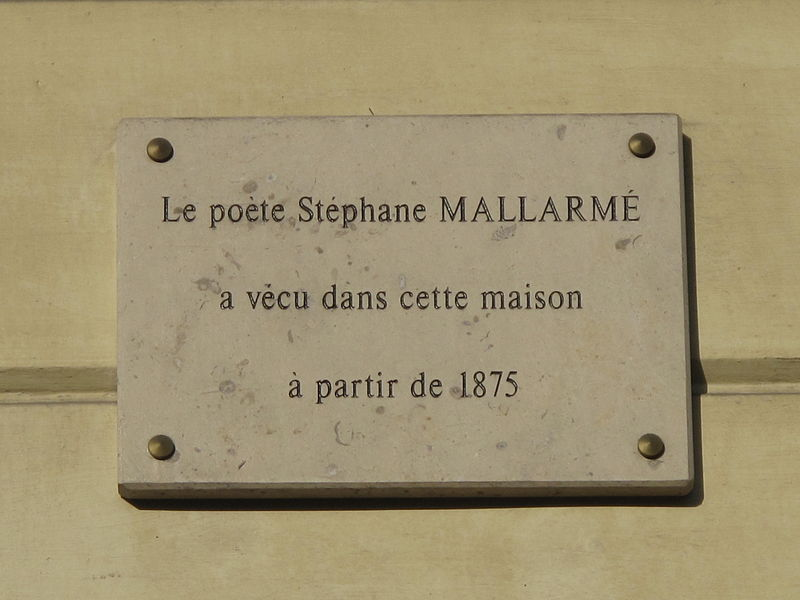 Le poète Stéphane MALLARMÉ
a vécu dans cette maison
à partir de 1875